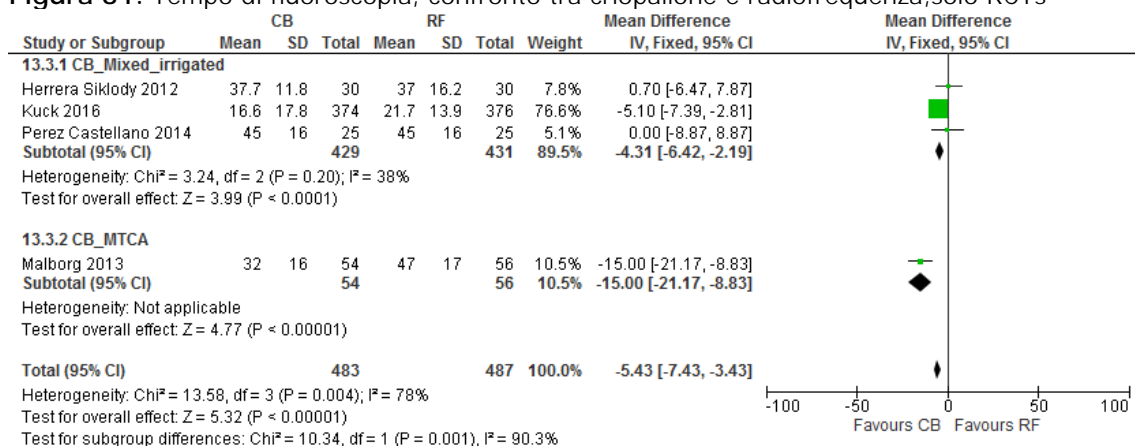 Figura 61. Tempo di fluoroscopia, confronto tra criopallone e radiofrequenza, solo RCTs
CB RF Mean Difference Mean Difference
Study or Subgroup Mean SD Total Mean SD Total Weight IV, Fixed, 95% CI IV, Fixed, 95% CI
13.3.1 CB_Mixed_irrigated
Herrera Siklody 2012 37.7 11.8 30 37 16.2 30 7.8% 0.70 [-6.47, 7.87]
Kuck 2016 16.6 17.8 374 21.7 13.9 376 76.6% -5.10 [-7.39, -2.81]
Perez Castellano 2014 45 16 25 45 16 25 5.1% 0.00 [-8.87, 8.87]
Subtotal (95% CI) 429 431 89.5% -4.31 [-6.42, -2.19]
Heterogeneity: Chi² = 3.24, df = 2 (P = 0.20); I² = 38%
Test for overall effect: Z = 3.99 (P < 0.0001)
13.3.2 CB_MTCA
Malborg 2013 32 16 54 47 17 56 10.5% -15.00 [-21.17, -8.83]
Subtotal (95% CI) 54 56 10.5% -15.00 [-21.17, -8.83]
Heterogeneity: Not applicable
Test for overall effect: Z = 4.77 (P < 0.00001)
Total (95% CI) 483 487 100.0% -5.43 [-7.43, -3.43]
Heterogeneity: Chi² = 13.58, df = 3 (P = 0.004); I² = 78%
Test for overall effect: Z = 5.32 (P < 0.00001)
Test for subgroup differences: Chi² = 10.34, df = 1 (P = 0.001), I² = 90.3%
-100 -50 0 50 100
Favours CB Favours RF